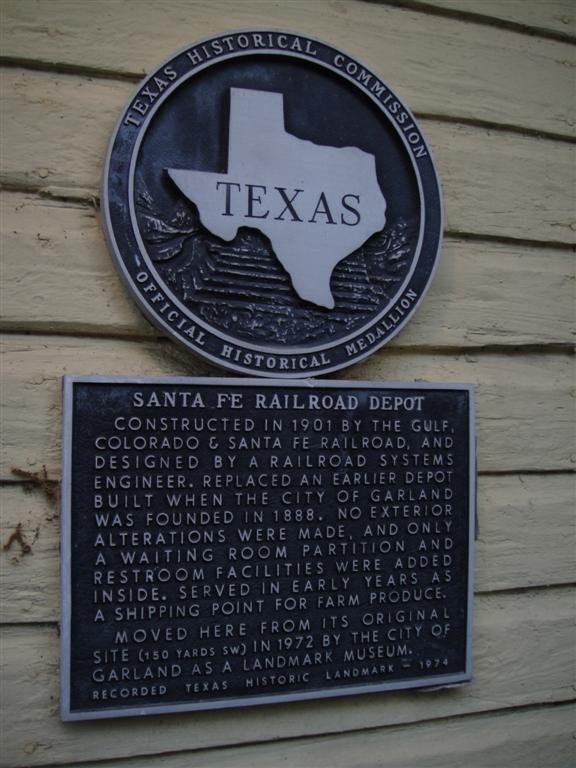 TEXAS HISTORICAL COMMISSION
TEXAS
OFFICIAL HISTORICAL MEDALLION
SANTA FE RAILROAD DEPOT
CONSTRUCTED IN 1901 BY THE GULF,
COLORADO & SANTA FE RAILROAD, AND
DESIGNED BY A RAILROAD SYSTEMS
ENGINEER. REPLACED AN EARLIER DEPOT
BUILT WHEN THE CITY OF GARLAND
WAS FOUNDED IN 1888. NO EXTERIOR
ALTERATIONS WERE MADE, AND ONLY
A WAITING ROOM PARTITION AND
RESTROOM FACILITIES WERE ADDED
INSIDE. SERVED IN EARLY YEARS AS
A SHIPPING POINT FOR FARM PRODUCE.
MOVED HERE FROM ITS ORIGINAL
SITE (150 YARDS SW) IN 1972 BY THE CITY OF
GARLAND AS A LANDMARK MUSEUM.
RECORDED TEXAS HISTORIC LANDMARK - 1974